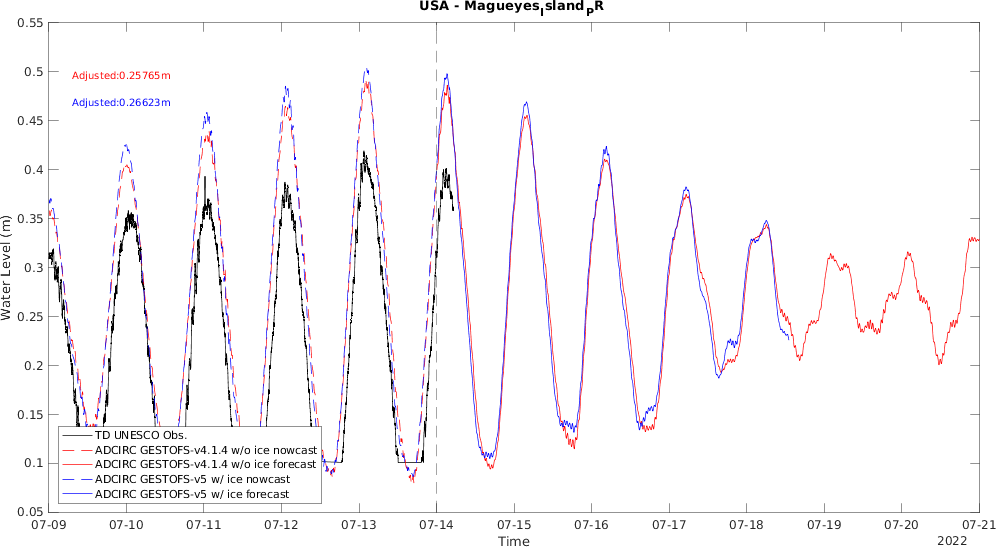 USA - Magueyes Island PR
Adjusted:0.25765m
Adjusted:0.26623m
Water Level (m)
0.55
0.5
0.45
0.4
0.35
0.3
0.25
0.2
0.15
0.1
0.05
TD UNESCO Obs.
ADCIRC GESTOFS-v4.1.4 w/o ice nowcast
ADCIRC GESTOFS-v4.1.4 w/o ice forecast
ADCIRC GESTOFS-v5 w/ ice nowcast
ADCIRC GESTOFS-v5 w/ ice forecast
07-09 07-10 07-11 07-12 07-13 07-14 07-15 07-16 07-17 07-18 07-19 07-20 07-21
Time
2022